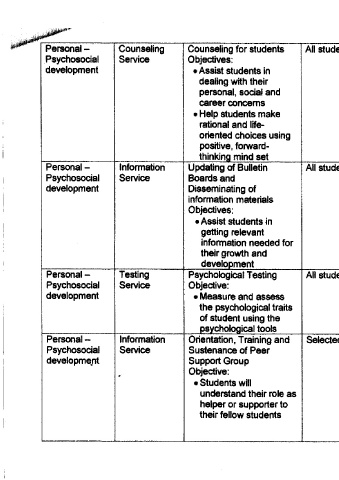 Personal –
Psychosocial
development
Counseling
Service
Counseling for students
Objectives:
• Assist students in
dealing with their
personal, social and
career concerns
• Help students make
rational and life-
oriented choices using
positive, forward-
thinking mind set
All stude
Personal –
Psychosocial
development
Information
Service
Updating of Bulletin
Boards and
Disseminating of
information materials
Objectives:
• Assist students in
getting relevant
information needed for
their growth and
development
All stude
Personal –
Psychosocial
development
Testing
Service
Psychological Testing
Objective:
• Measure and assess
the psychological traits
of student using the
psychological tools
All stude
Personal –
Psychosocial
development
Information
Service
Orientation, Training and
Sustenance of Peer
Support Group
Objective:
• Students will
understand their role as
helper or supporter to
their fellow students
Selected